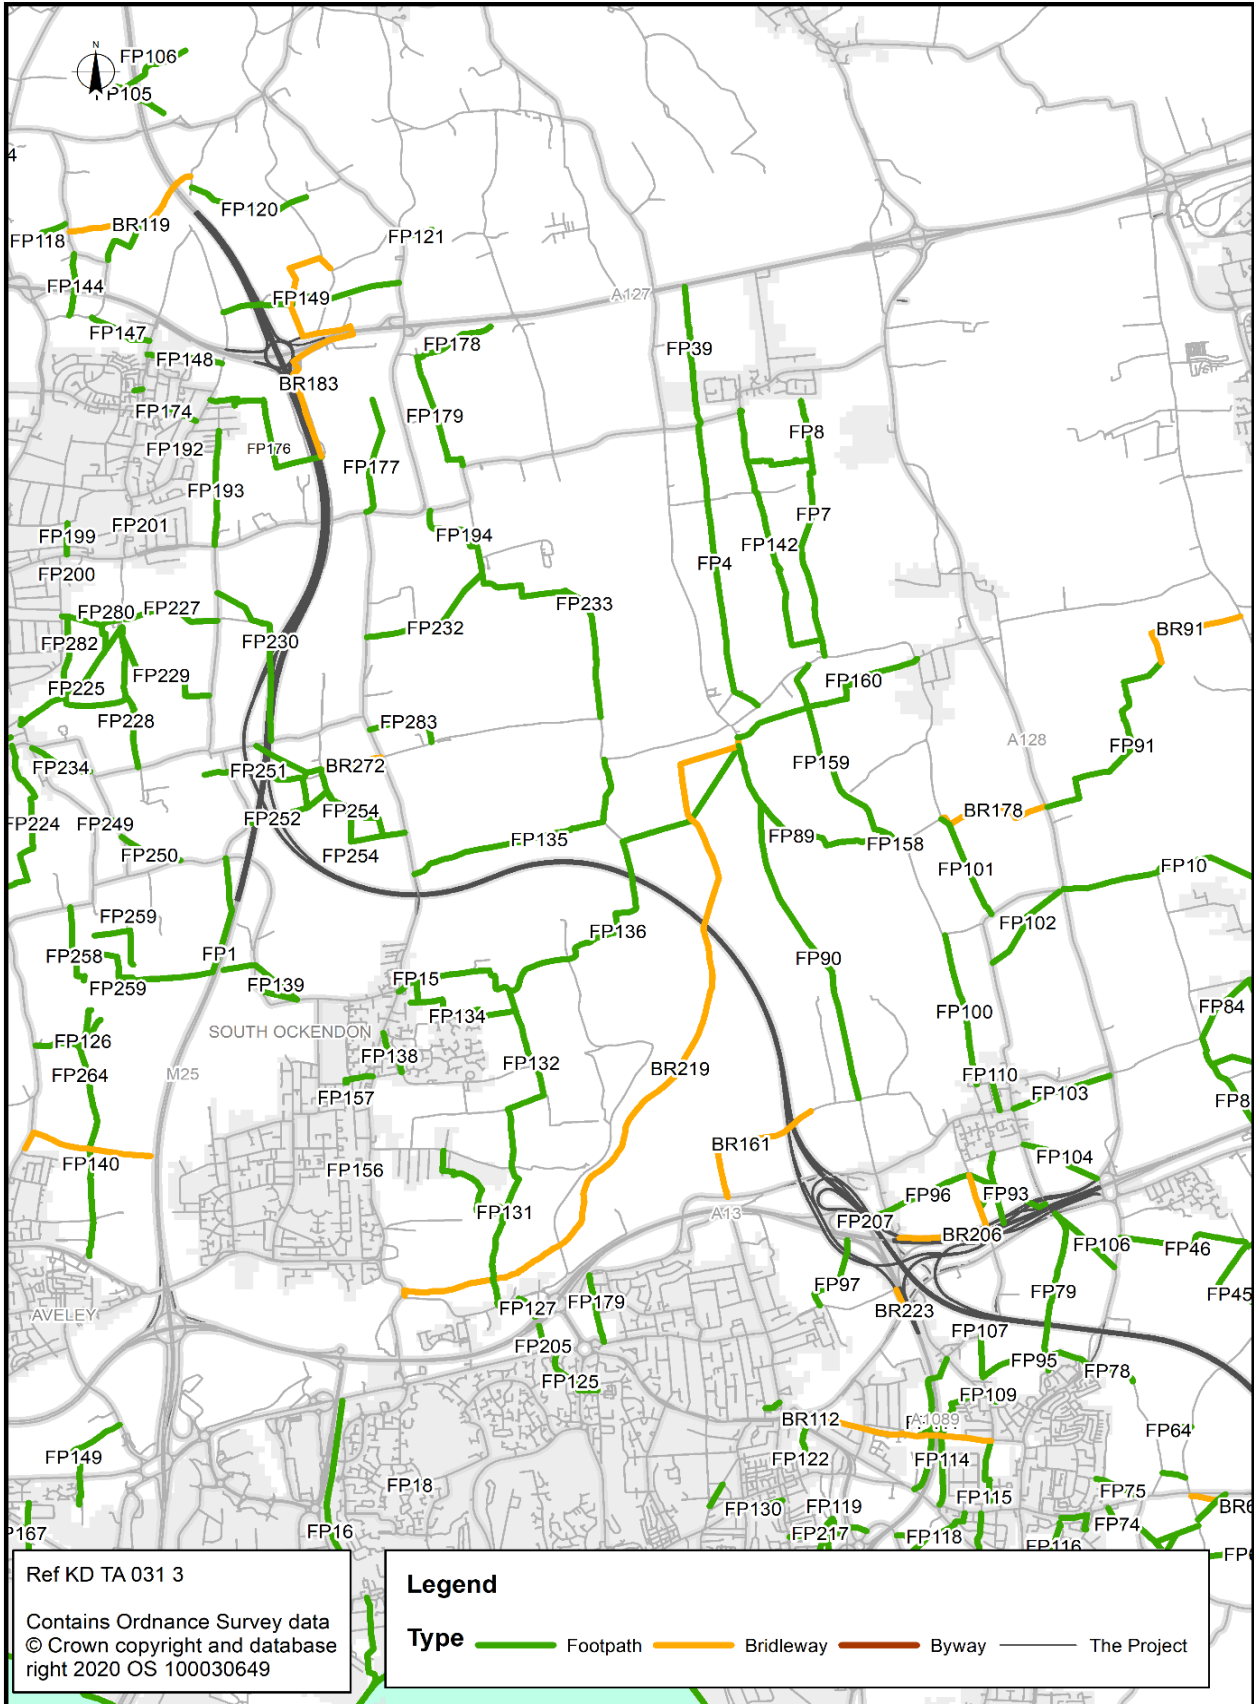 N
FP106
P105
4
FP120
BR119
FP118
FP121
FP144
A127
FP149
FP147
FP178
FP39
FP148
BR183
FP174
FP179
FP8
FP192
FP176
FP177
FP193
FP7
FP199
FP201
FP194
FP142
FP4
FP200
FP280
FP227
FP233
FP282
FP230
FP232
BR91
FP225
FP229
FP160
FP228
FP283
A128
FP91
FP234
FP251
BR272
FP159
FP224
FP249
FP252
FP254
BR178
FP250
FP254
FP135
FP89
FP158
FP101
FP10
FP259
FP102
FP258
FP1
FP136
FP90
FP259
FP139
FP15
FP84
SOUTH OCKENDON
FP134
FP100
FP126
FP138
FP264
M25
FP132
BR219
FP110
FP157
FP103
FP8
FP140
FP156
BR161
FP104
FP96
FP93
FP131
A13
FP207
BR206
FP106
FP46
FP97
FP79
FP45
AVELEY
FP127
FP179
BR223
FP107
FP205
FP95
FP78
FP125
FP109
BR112
A1089
FP64
FP149
FP122
FP114
FP18
FP115
FP75
FP130
FP119
BR6
P167
FP16
FP217
FP118
FP74
FP116
FP6
Ref KD TA 031 3
Contains Ordnance Survey data
© Crown copyright and database
right 2020 OS 100030649
Legend
Type Footpath Bridleway Byway The Project